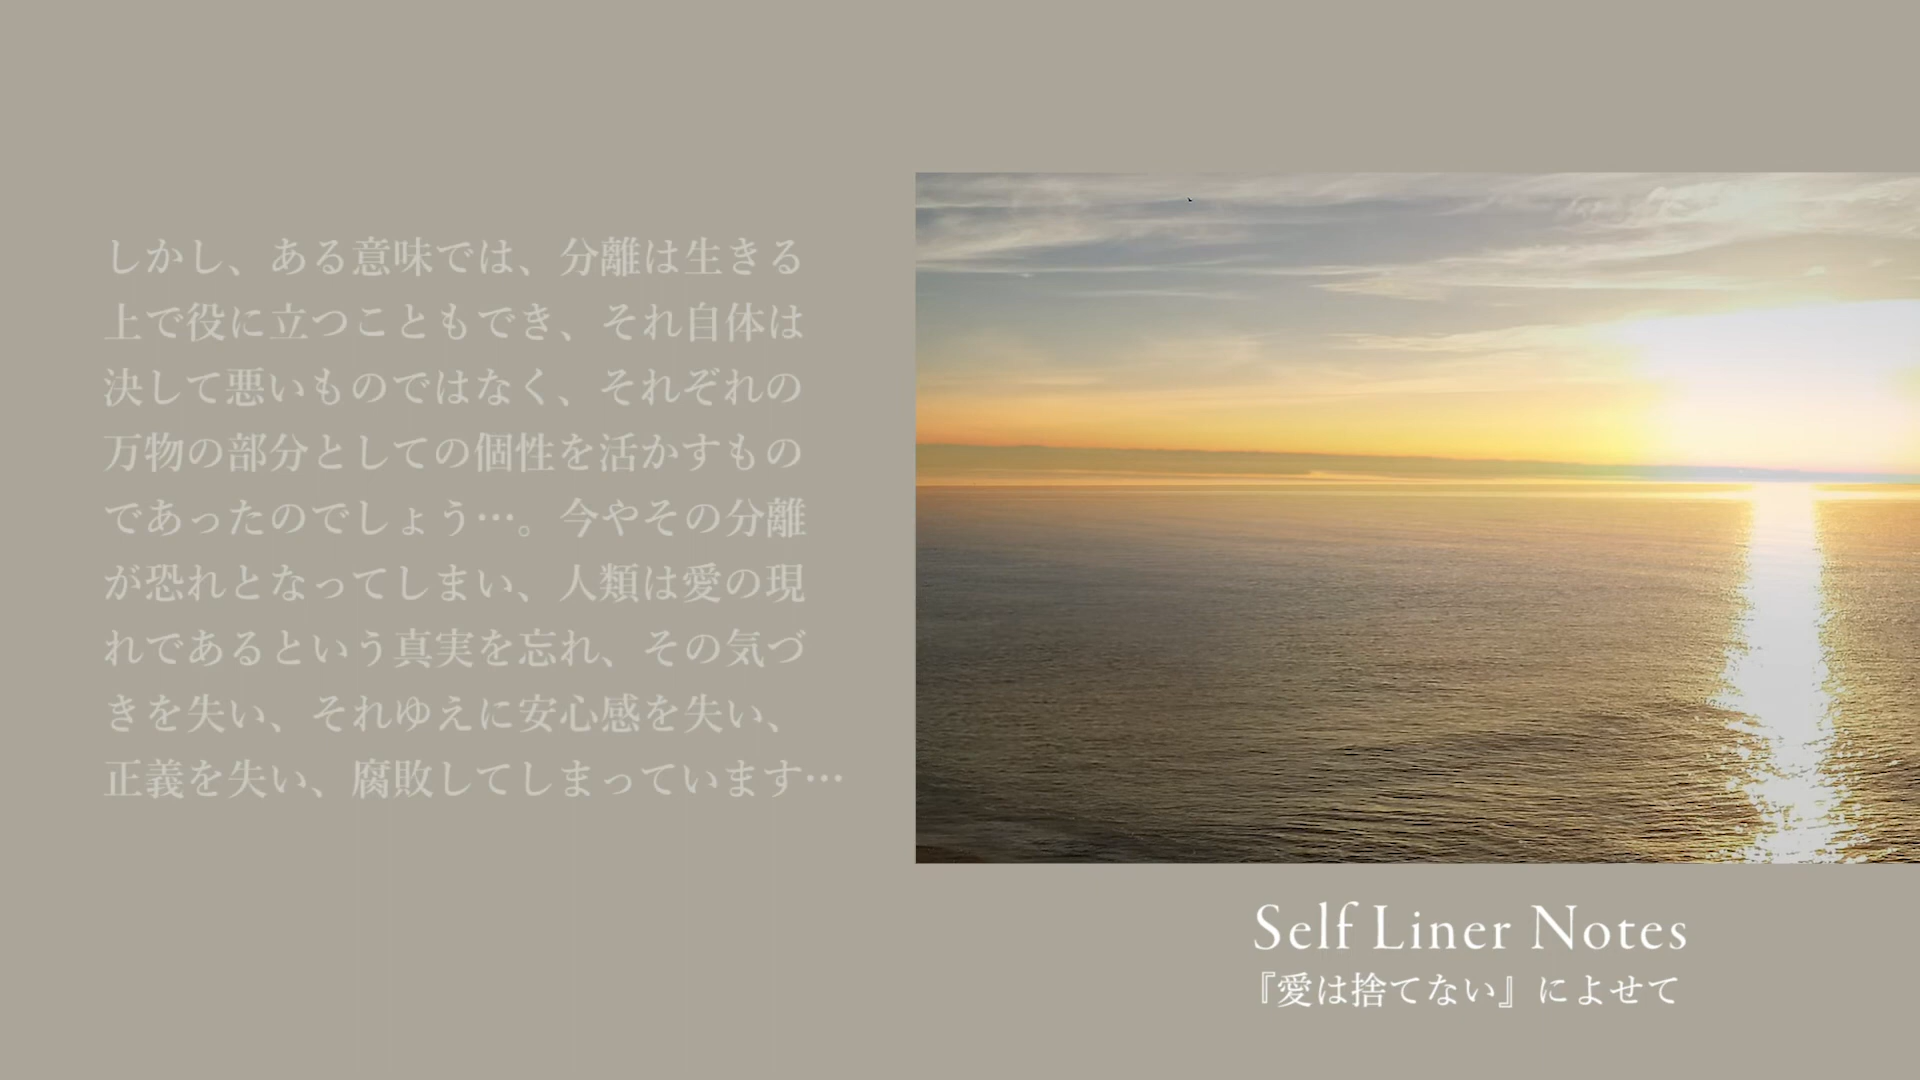 しかし、ある意味では、分離は生きる
上で役に立つこともでき、それ自体は
決して悪いものではなく、それぞれの
万物の部分としての個性を活かすもの
であったのでしょう…。今やその分離
が恐れとなってしまい、人類は愛の現
れであるという真実を忘れ、その気づ
きを失い、それゆえに安心感を失い、
正義を失い、腐敗してしまっています…
Self Liner Notes
『愛は捨てない』によせて